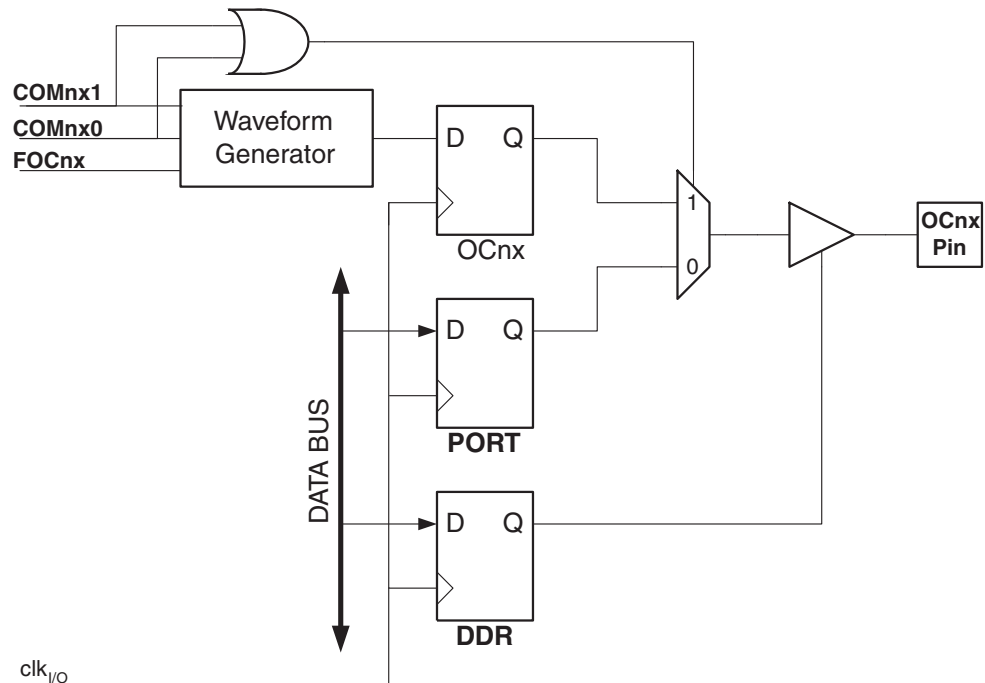 COMnx1
COMnx0
FOCnx
Waveform
Generator
D Q
OCnx
1
0
OCnx
Pin
D Q
PORT
DATA BUS
D Q
DDR
clkI/O